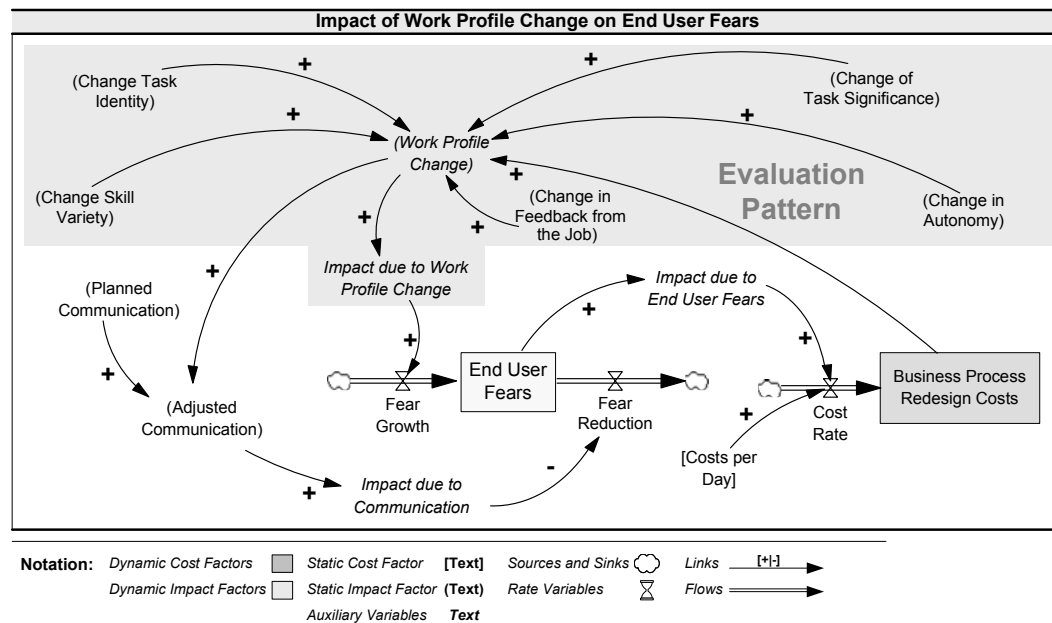 Impact of Work Profile Change on End User Fears
(Change Task
Identity)
+
+
(Change of
Task Significance)
+
+
(Work Profile
Change)
(Change Skill
Variety)
+
(Change in
Feedback from
the Job)
Evaluation
Pattern
(Change in
Autonomy)
+
+
+
Impact due to Work
Profile Change
Impact due to
End User Fears
(Planned
Communication)
+
+
+
+
(Adjusted
Communication)
Fear
Growth
End User
Fears
Fear
Reduction
Cost
Rate
Business Process
Redesign Costs
+
[Costs per
Day]
+
Impact due to
Communication
-
Notation:
Dynamic Cost Factors
Static Cost Factor [Text]
Sources and Sinks
Links [+|-]
Dynamic Impact Factors
Static Impact Factor (Text)
Rate Variables
Flows
Auxiliary Variables Text